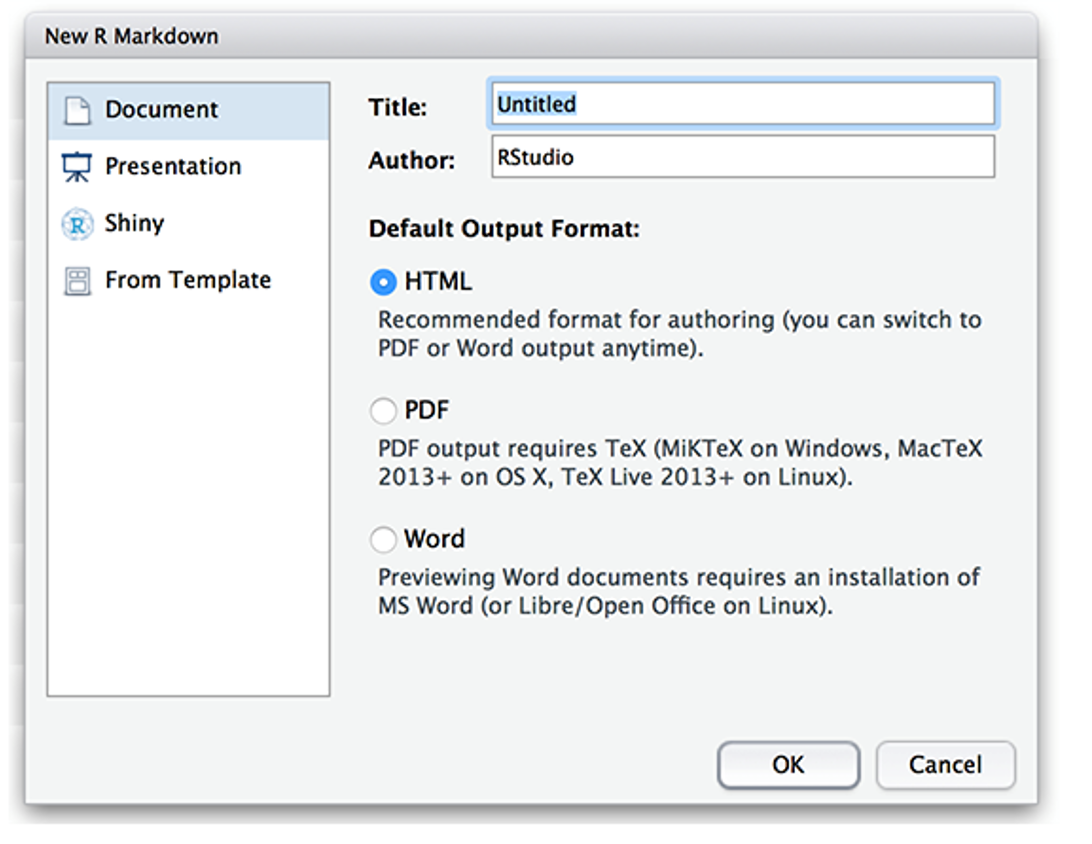 New R Markdown
Document
Presentation
Shiny
From Template
Title:
Untitled
Author:
RStudio
Default Output Format:
HTML
Recommended format for authoring (you can switch to
PDF or Word output anytime).
PDF
PDF output requires TeX (MiKTeX on Windows, MacTeX
2013+ on OS X, TeX Live 2013+ on Linux).
Word
Previewing Word documents requires an installation of
MS Word (or Libre/Open Office on Linux).
OK
Cancel